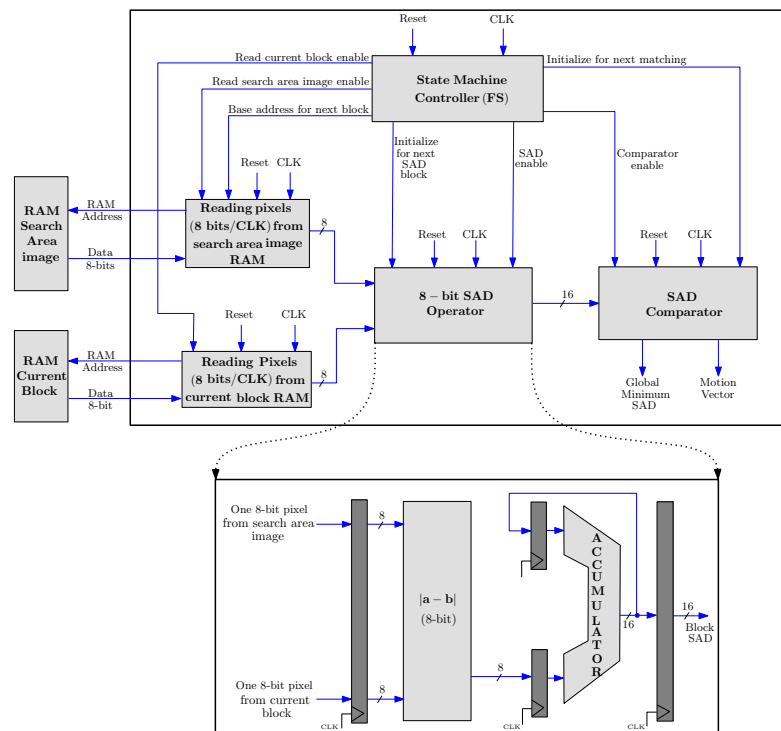 Reset
CLK
Read current block enable
Initialize for next matching
Read search area image enable
State Machine
Controller (FS)
Base address for next block
Initialize
for next
SAD
block
SAD
enable
Comparator
enable
Reset
CLK
RAM
Search
Area
image
RAM
Address
Data
8-bits
Reading pixels
(8 bits/CLK) from
search area image
RAM
8
Reset
CLK
8 - bit SAD
Operator
16
Reset
CLK
SAD
Comparator
Reset
CLK
RAM
Current
Block
RAM
Address
Data
8-bit
Reading Pixels
(8 bits/CLK) from
current block RAM
8
Global
Minimum
SAD
Motion
Vector
One 8-bit pixel
from search area
image
8
|a - b|
(8-bit)
ACCUMULATOR
16
16
Block
SAD
8
One 8-bit pixel
from current
block
8
CLK
CLK
CLK